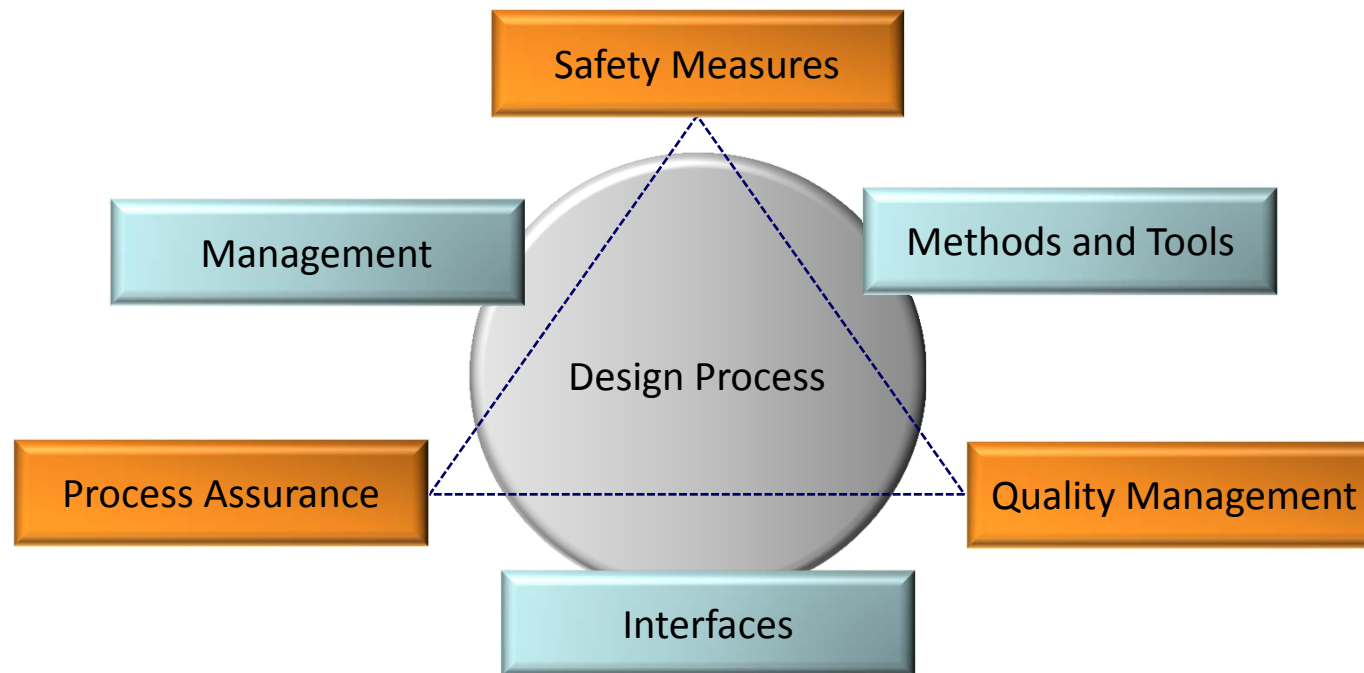 Safety Measures
Management
Methods and Tools
Design Process
Process Assurance
Quality Management
Interfaces